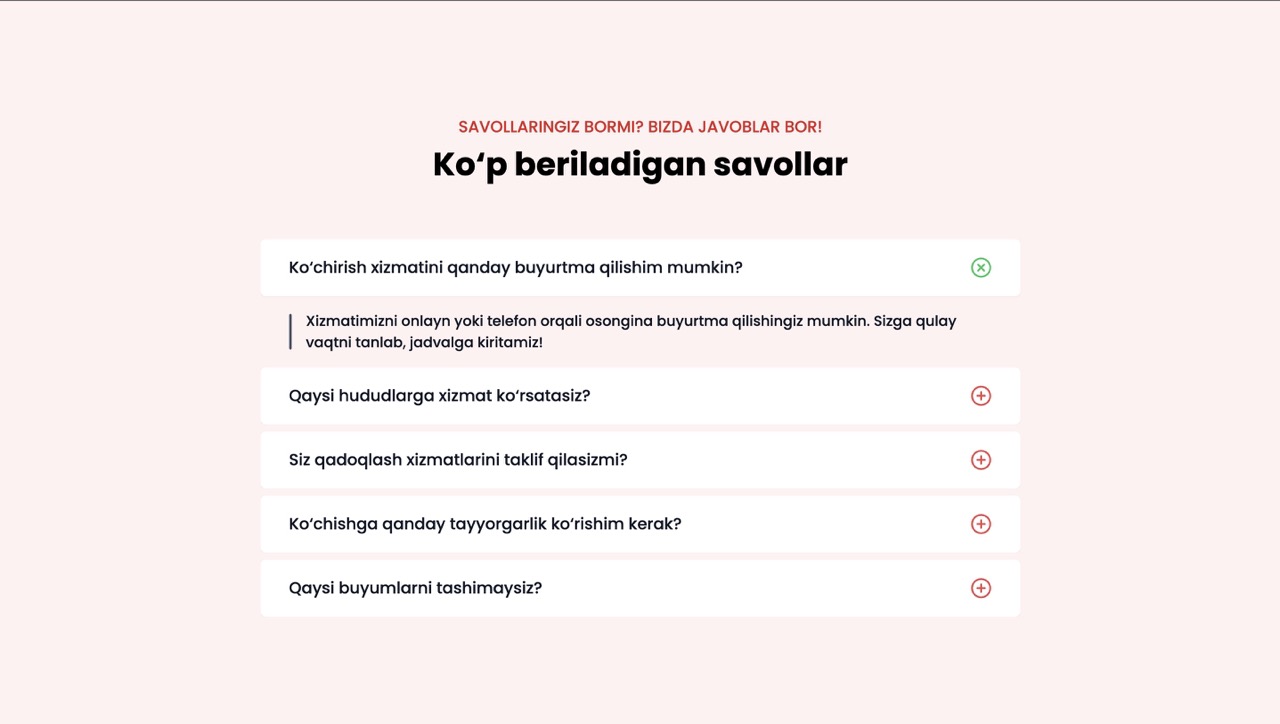 SAVOLLARINGIZ BORMI? BIZDA JAVOBLAR BOR!
Ko‘p beriladigan savollar
Ko‘chirish xizmatini qanday buyurtma qilishim mumkin?
Xizmatimizni onlayn yoki telefon orqali osongina buyurtma qilishingiz mumkin. Sizga qulay
vaqtni tanlab, jadvalga kiritamiz!
Qaysi hududlarga xizmat ko‘rsatasiz?
Siz qadoqlash xizmatlarini taklif qilasizmi?
Ko‘chishga qanday tayyorgarlik ko‘rishim kerak?
Qaysi buyumlarni tashimaysiz?